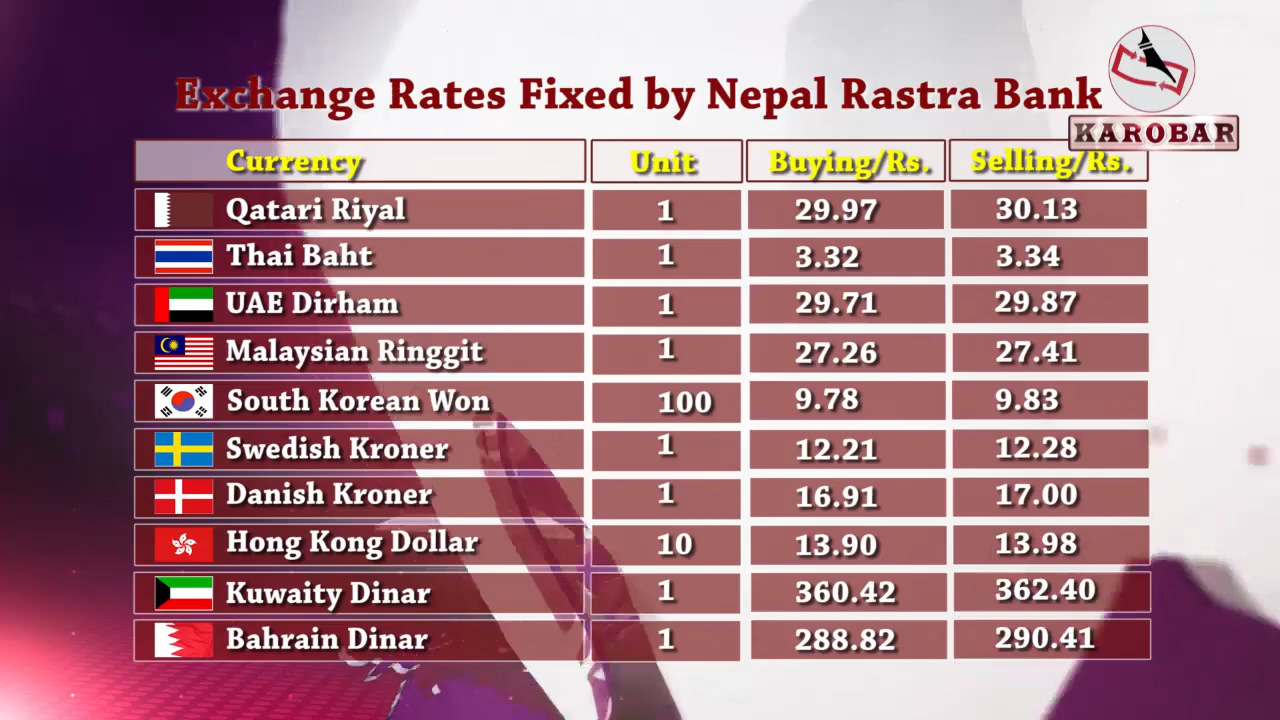 Exchange Rates Fixed by Nepal Rastra Bank
KAROBAR
Currency Unit Buying/Rs. Selling/Rs.
Qatari Riyal 1 29.97 30.13
Thai Baht 1 3.32 3.34
UAE Dirham 1 29.71 29.87
Malaysian Ringgit 1 27.26 27.41
South Korean Won 100 9.78 9.83
Swedish Kroner 1 12.21 12.28
Danish Kroner 1 16.91 17.00
Hong Kong Dollar 10 13.90 13.98
Kuwaity Dinar 1 360.42 362.40
Bahrain Dinar 1 288.82 290.41